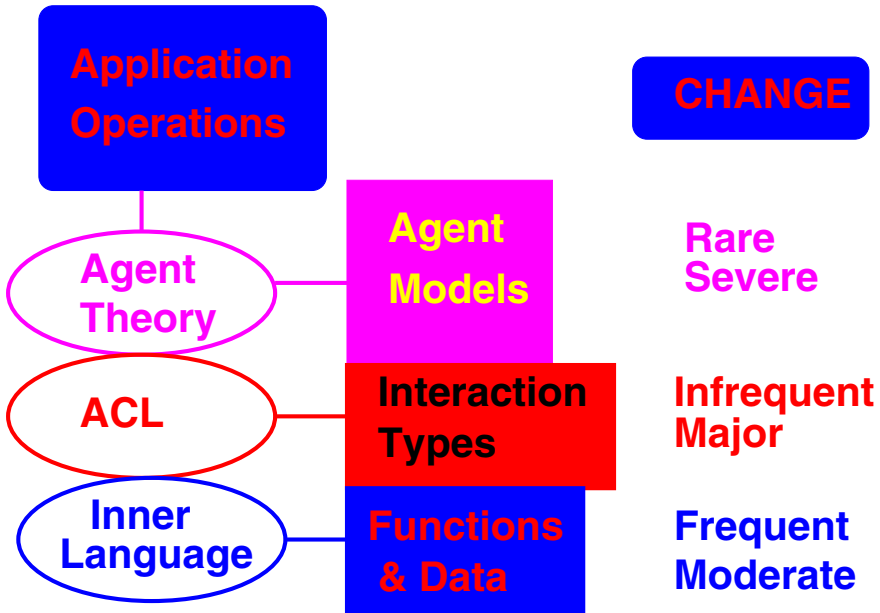 Application
Operations
CHANGE
Agent
Theory
Agent
Models
Rare
Severe
ACL
Interaction
Types
Infrequent
Major
Inner
Language
Functions
& Data
Frequent
Moderate